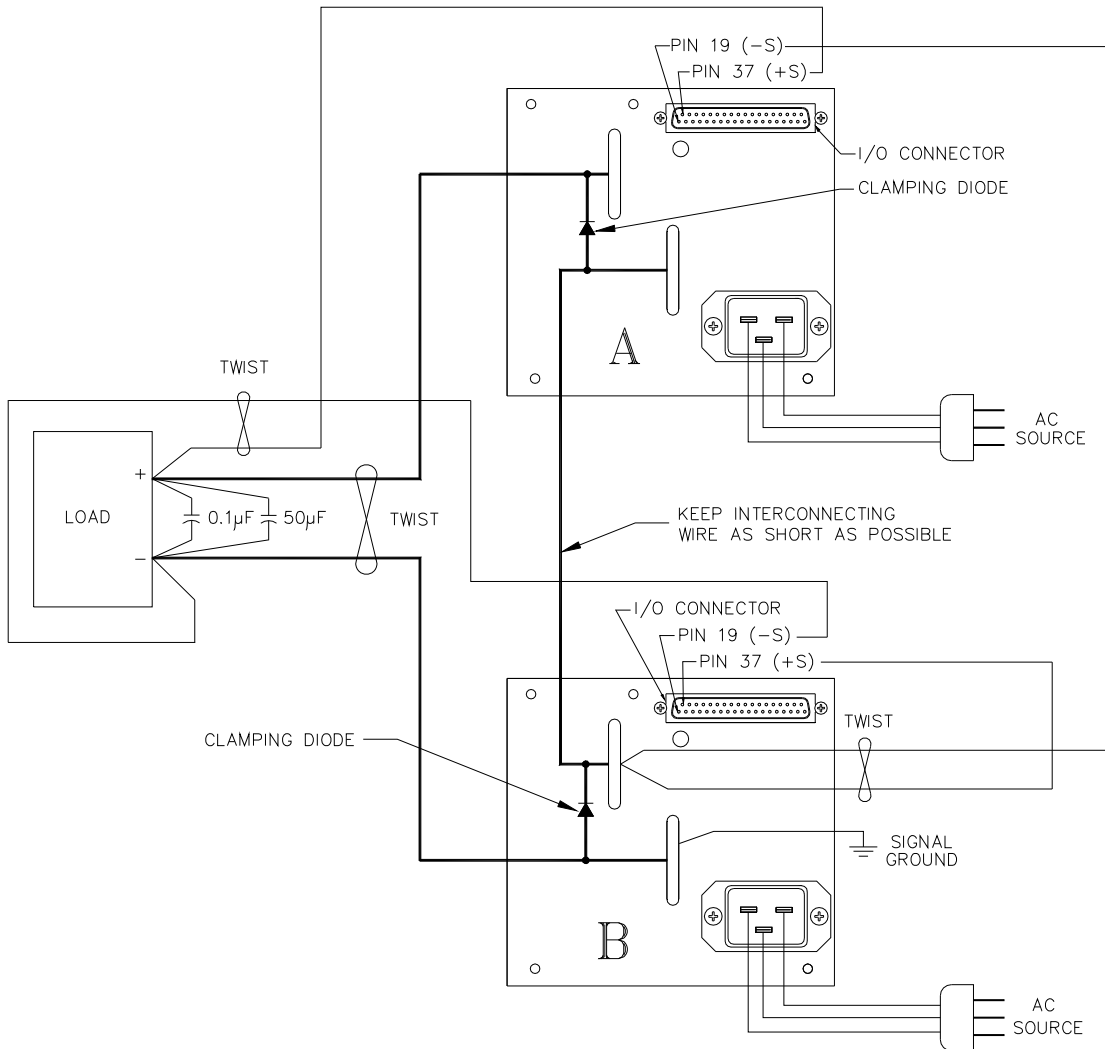 PIN 19 (-S)
PIN 37 (+S)
I/O CONNECTOR
CLAMPING DIODE
A
TWIST
AC
SOURCE
+
LOAD
0.1µF
50µF
TWIST
KEEP INTERCONNECTING
WIRE AS SHORT AS POSSIBLE
-
I/O CONNECTOR
PIN 19 (-S)
PIN 37 (+S)
TWIST
CLAMPING DIODE
SIGNAL
GROUND
B
AC
SOURCE